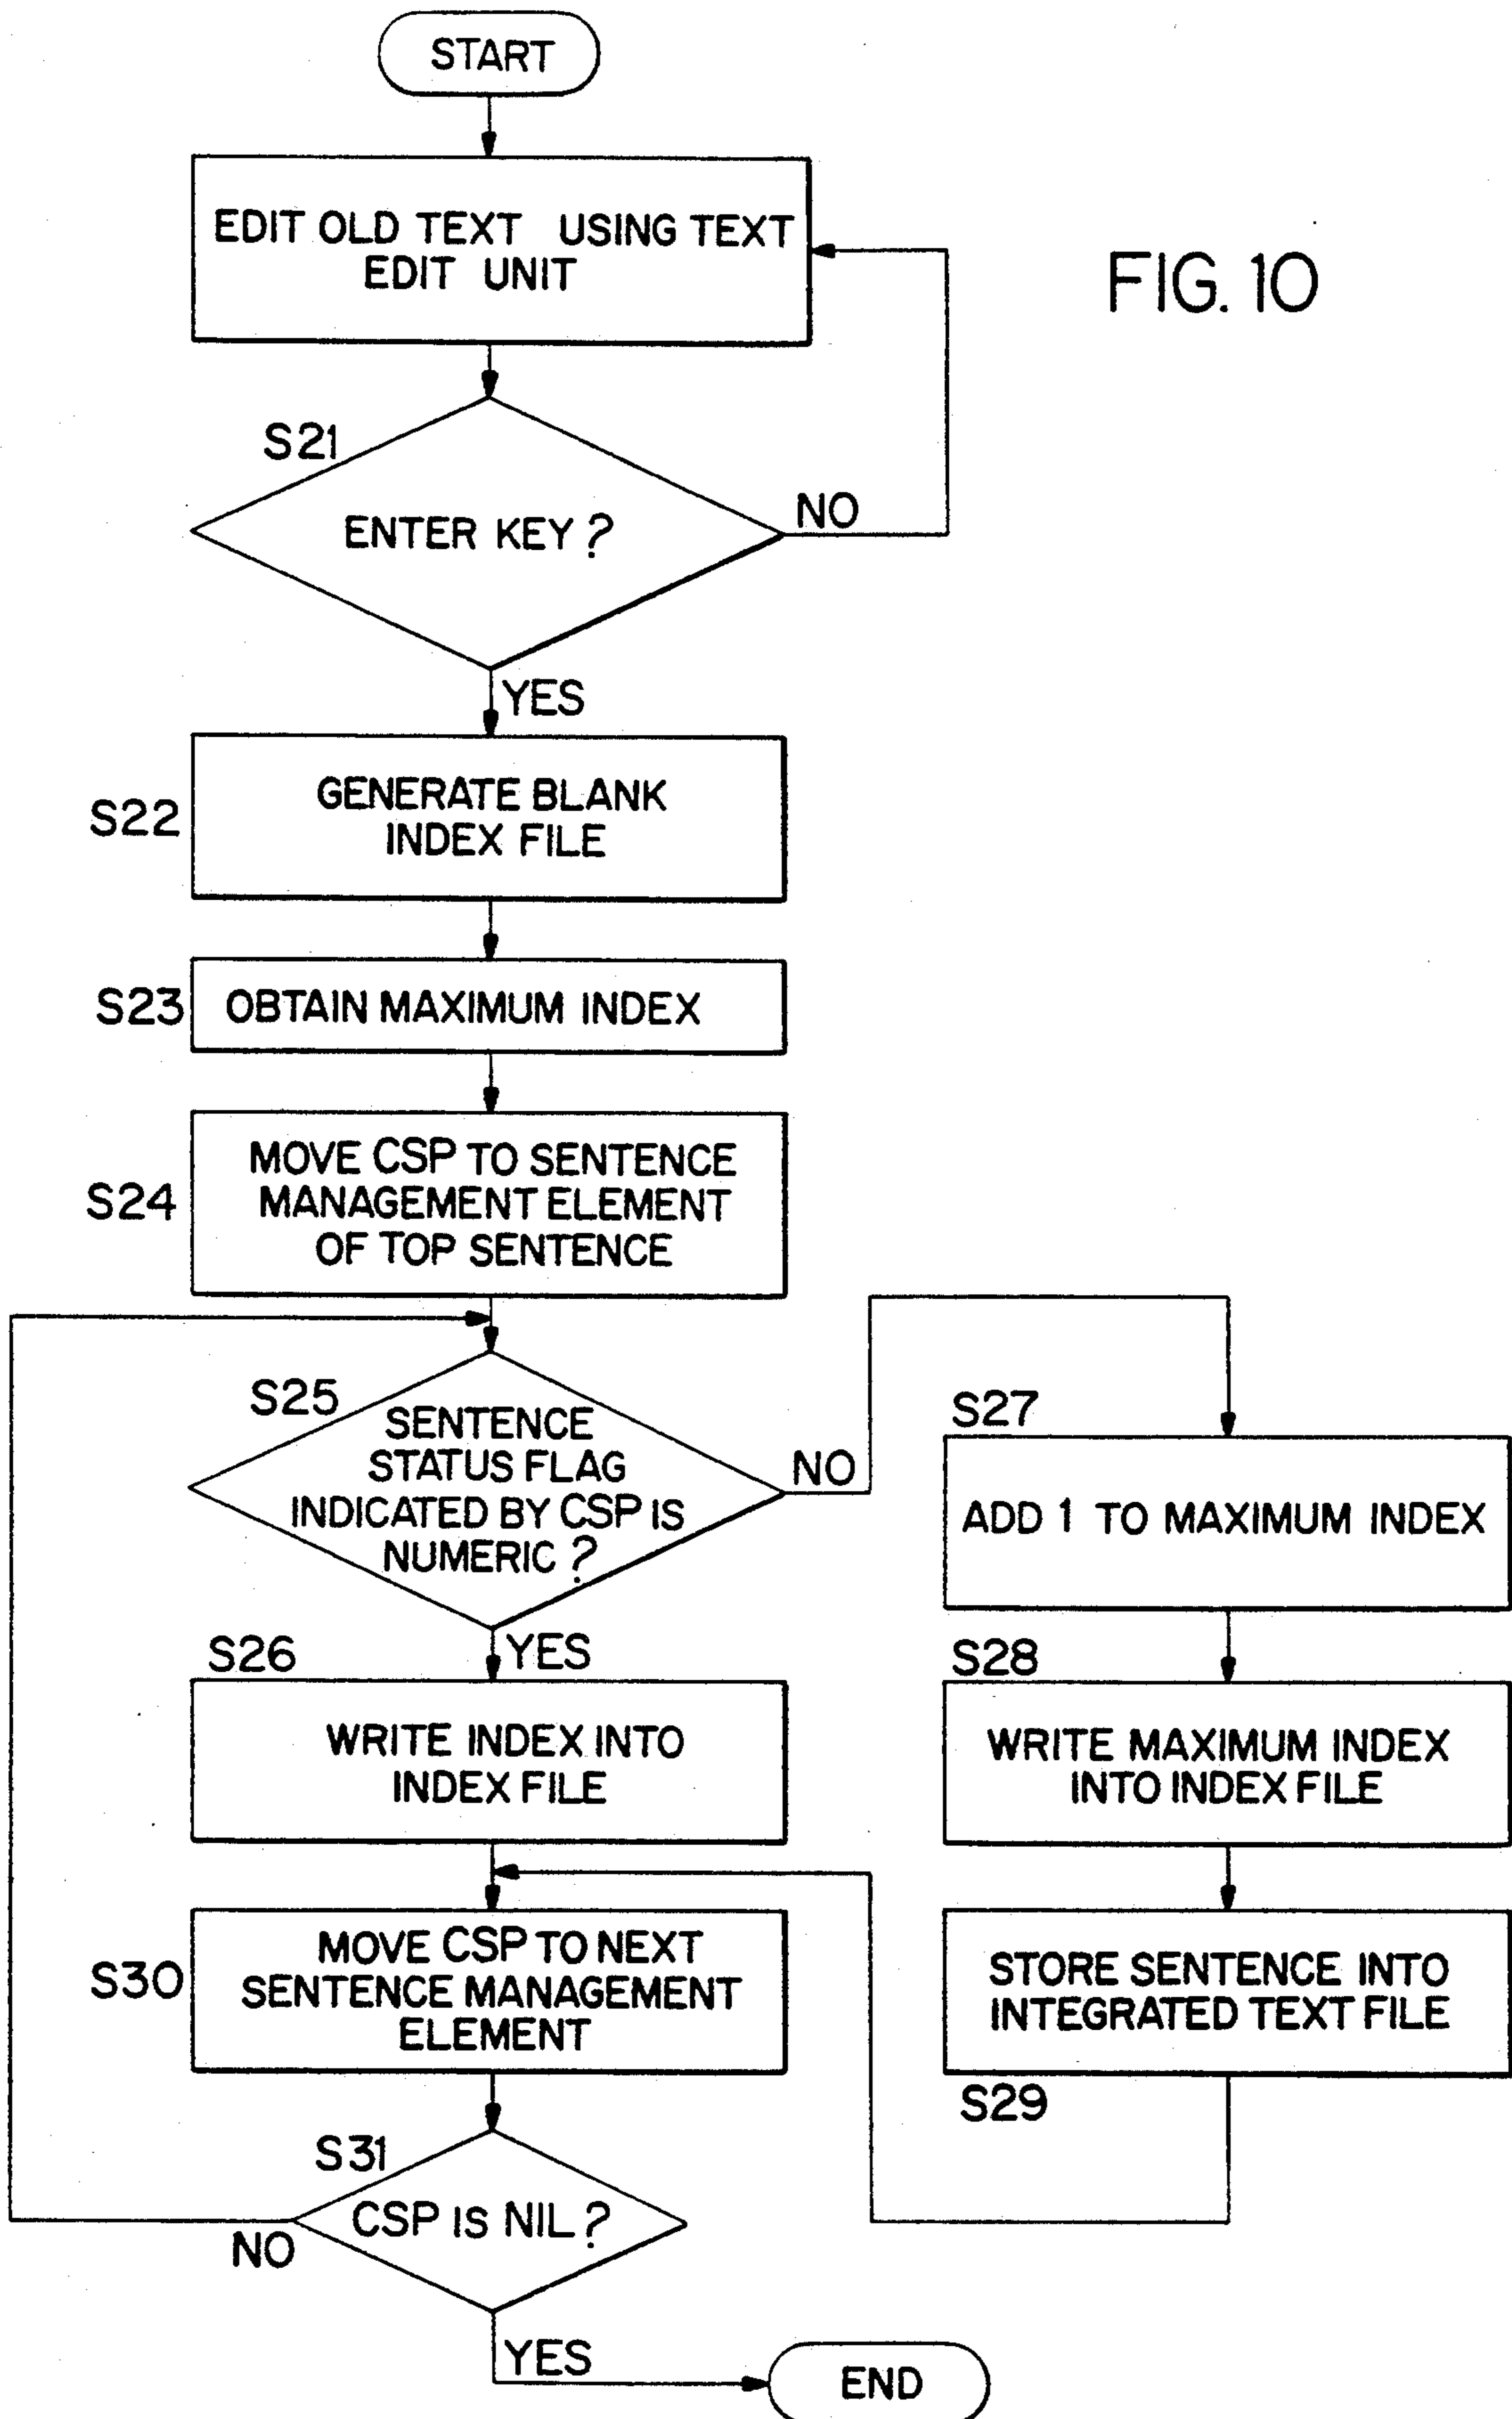 START
EDIT OLD TEXT USING TEXT
EDIT UNIT
FIG. 10
S21
ENTER KEY?
NO
YES
S22
GENERATE BLANK
INDEX FILE
S23
OBTAIN MAXIMUM INDEX
S24
MOVE CSP TO SENTENCE
MANAGEMENT ELEMENT
OF TOP SENTENCE
S25
SENTENCE
STATUS FLAG
INDICATED BY CSP IS
NUMERIC?
NO
YES
S26
WRITE INDEX INTO
INDEX FILE
S27
ADD 1 TO MAXIMUM INDEX
S28
WRITE MAXIMUM INDEX
INTO INDEX FILE
STORE SENTENCE INTO
INTEGRATED TEXT FILE
S29
S30
MOVE CSP TO NEXT
SENTENCE MANAGEMENT
ELEMENT
S31
CSP IS NIL?
NO
YES
END